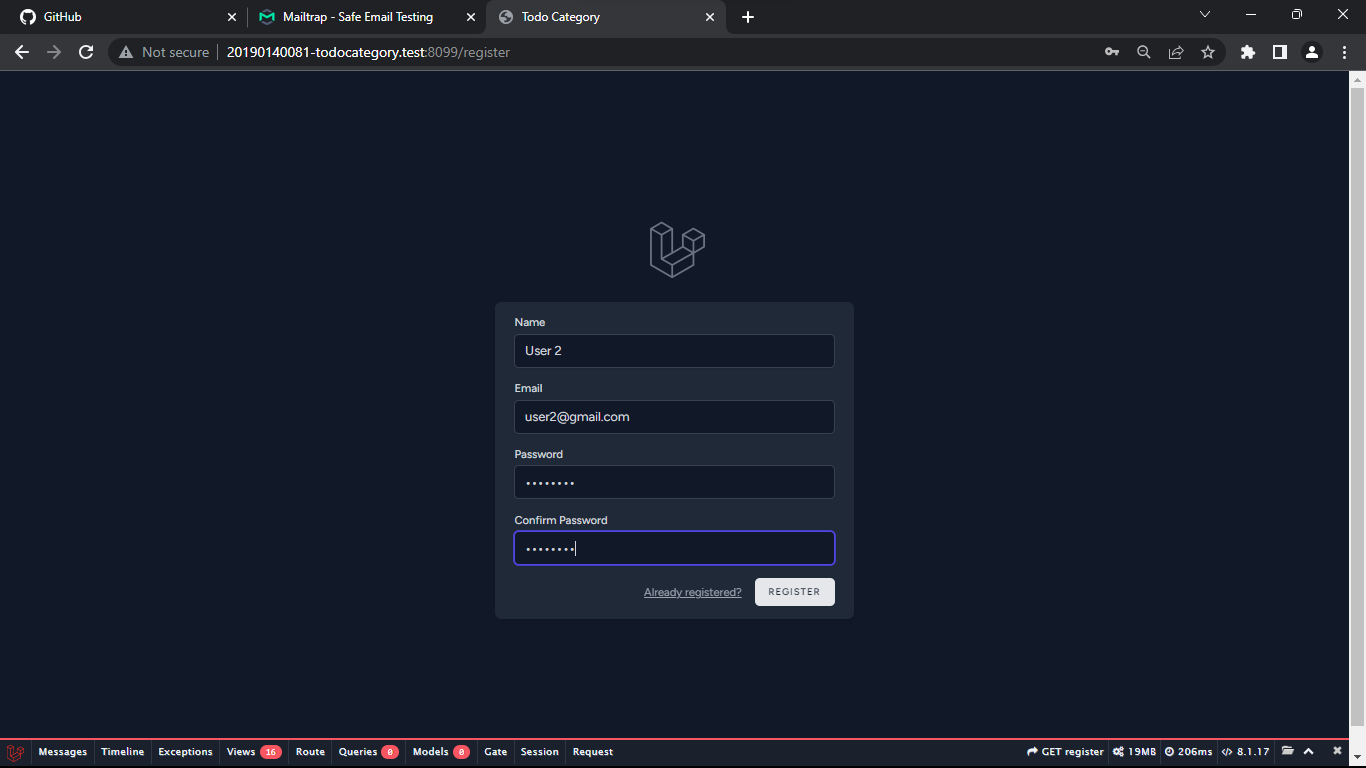 GitHub
Mailtrap - Safe Email Testing
Todo Category
Not secure 20190140081-todocategory.test:8099/register
Name
User 2
Email
user2@gmail.com
Password
••••••••
Confirm Password
••••••••
Already registered? REGISTER
Messages Timeline Exceptions Views 16 Route Queries 0 Models 0 Gate Session Request GET register 19MB 206ms 8.1.17